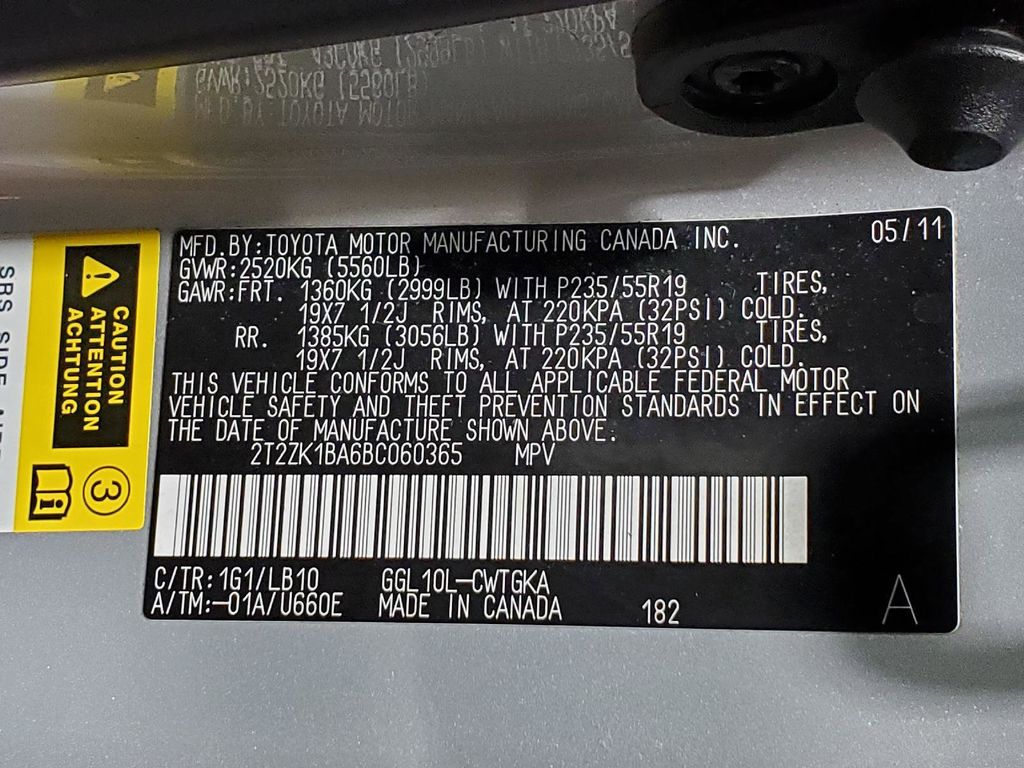 05/11
MFD. BY: TOYOTA MOTOR MANUFACTURING CANADA INC.
GVWR: 2520KG (5560LB)
GAWR: FRT. 1360KG (2999LB) WITH P235/55R19 TIRES,
19X7 1/2J RIMS, AT 220KPA (32PSI) COLD.
RR. 1385KG (3056LB) WITH P235/55R19 TIRES,
19X7 1/2J RIMS, AT 220KPA (32PSI) COLD.
THIS VEHICLE CONFORMS TO ALL APPLICABLE FEDERAL MOTOR
VEHICLE SAFETY AND THEFT PREVENTION STANDARDS IN EFFECT ON
THE DATE OF MANUFACTURE SHOWN ABOVE.
2T2ZK1BA6BC060365 MPV
C/TR: 1G1/LB10 GGL10L-CWTGKA
A/TM:-01A/U660E MADE IN CANADA 182 A
CAUTION
ATTENTION
ACHTUNG
3
SRS SIDE